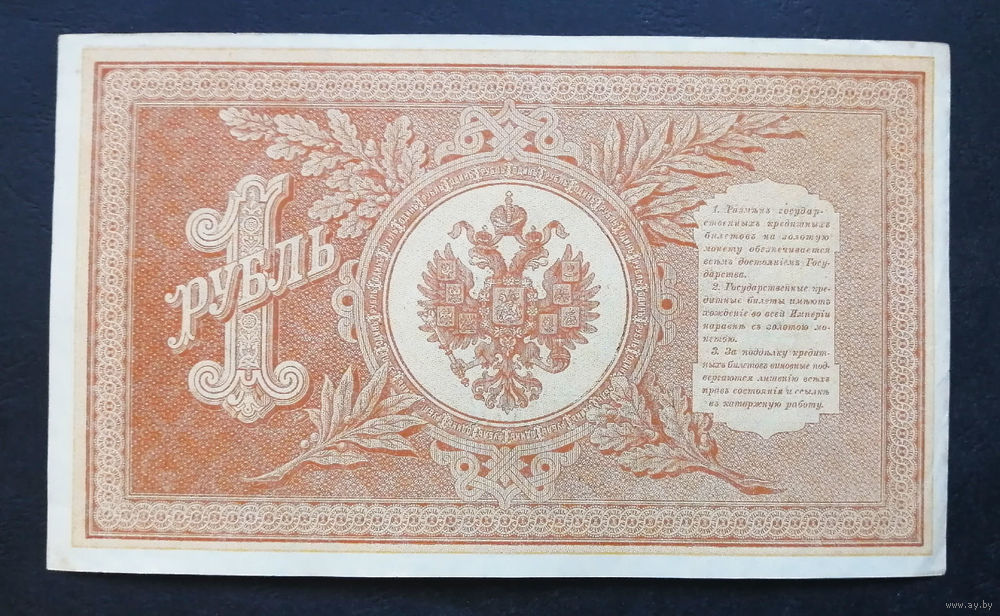 1
РУБЛЬ
1. Размѣнъ государ-
ственныхъ кредитныхъ
билетовъ на золотую
монету обезпечивается
всѣмъ достояніемъ Госу-
дарства.
2. Государственные кре-
дитные билеты имѣютъ
хожденіе во всей Имперіи
наравнѣ съ золотою мо-
нетою.
3. За поддѣлку кредит-
ныхъ билетовъ виновные под-
вергаются лишенію всѣхъ
правъ состоянія и ссылкѣ
въ каторжную работу.
www.ay.by